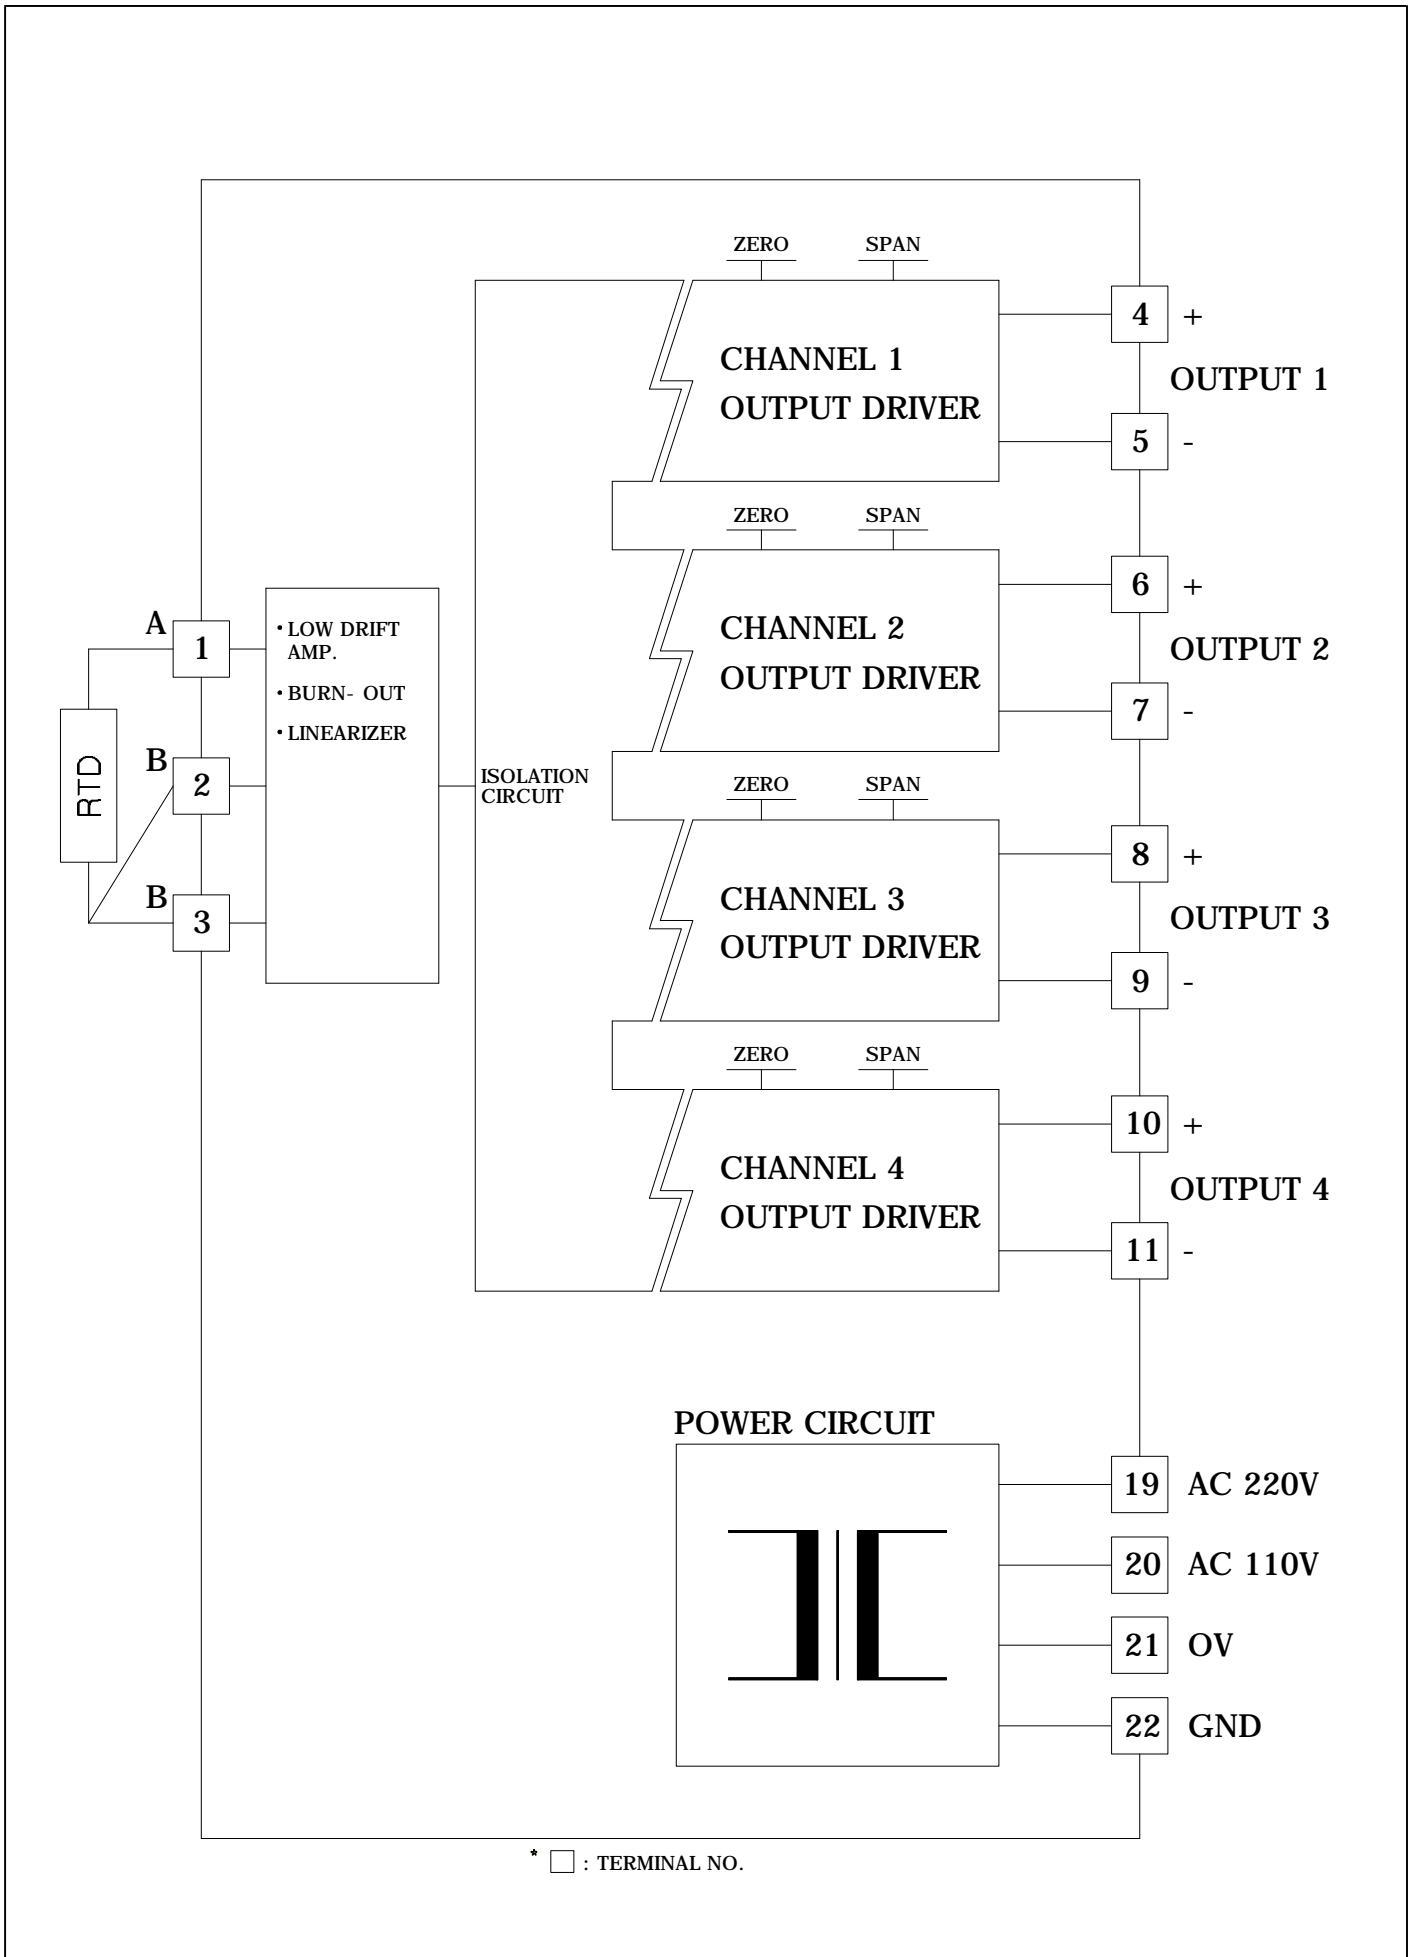 ZERO SPAN
CHANNEL 1
OUTPUT DRIVER
4 +
OUTPUT 1
5 -
ZERO SPAN
CHANNEL 2
OUTPUT DRIVER
6 +
OUTPUT 2
7 -
A
1
B
2
B
3
RTD
• LOW DRIFT
AMP.
• BURN- OUT
• LINEARIZER
ISOLATION
CIRCUIT
ZERO SPAN
CHANNEL 3
OUTPUT DRIVER
8 +
OUTPUT 3
9 -
ZERO SPAN
CHANNEL 4
OUTPUT DRIVER
10 +
OUTPUT 4
11 -
POWER CIRCUIT
19 AC 220V
20 AC 110V
21 OV
22 GND
* □ : TERMINAL NO.